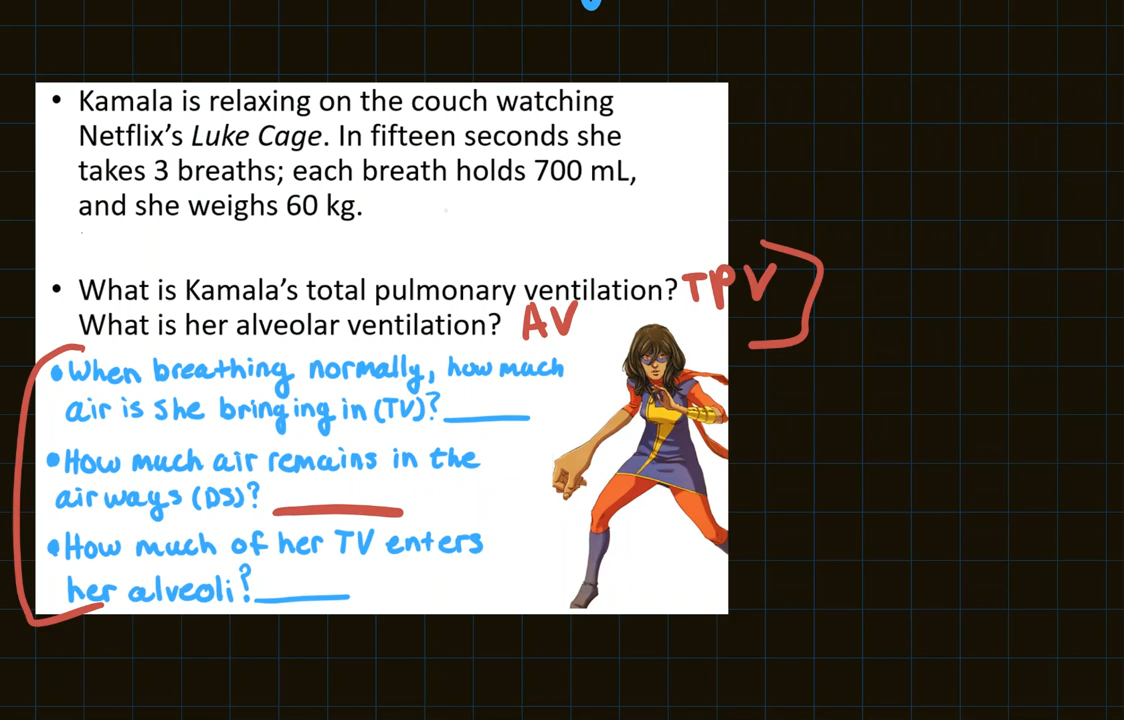 • Kamala is relaxing on the couch watching
Netflix's Luke Cage. In fifteen seconds she
takes 3 breaths; each breath holds 700 mL,
and she weighs 60 kg.
• What is Kamala's total pulmonary ventilation? TPV
What is her alveolar ventilation? AV
• When breathing normally, how much
air is she bringing in (TV)? ______
• How much air remains in the
airways (DS)? ______
• How much of her TV enters
her alveoli? ______